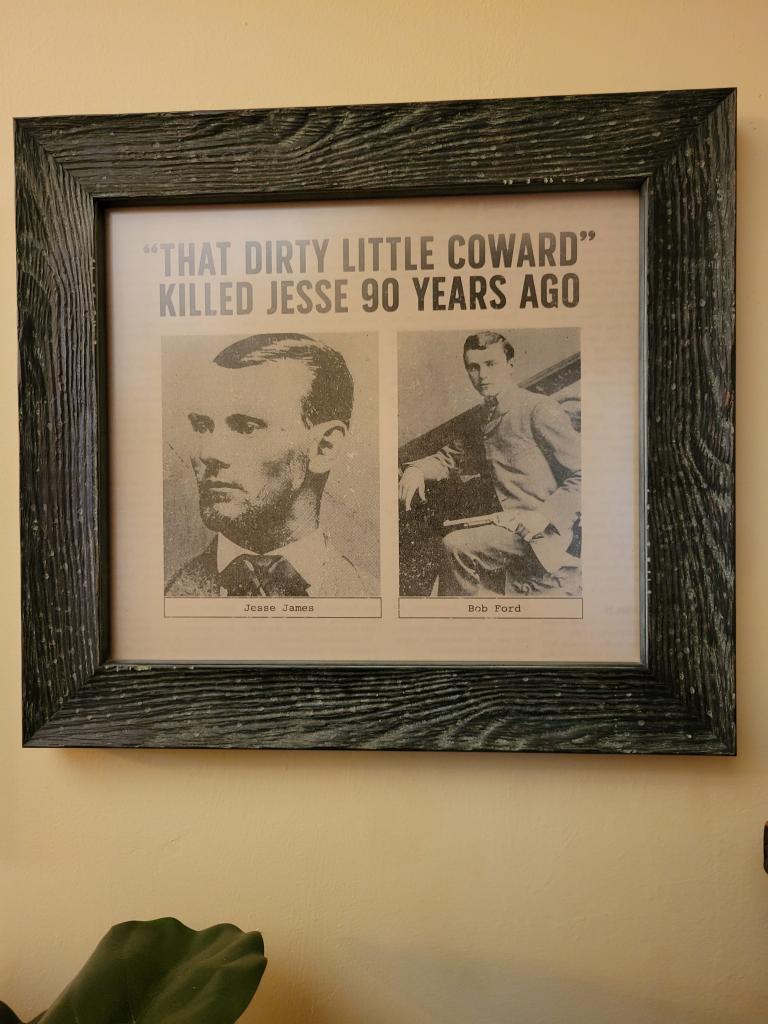 “THAT DIRTY LITTLE COWARD”
KILLED JESSE 90 YEARS AGO
Jesse James
Bob Ford